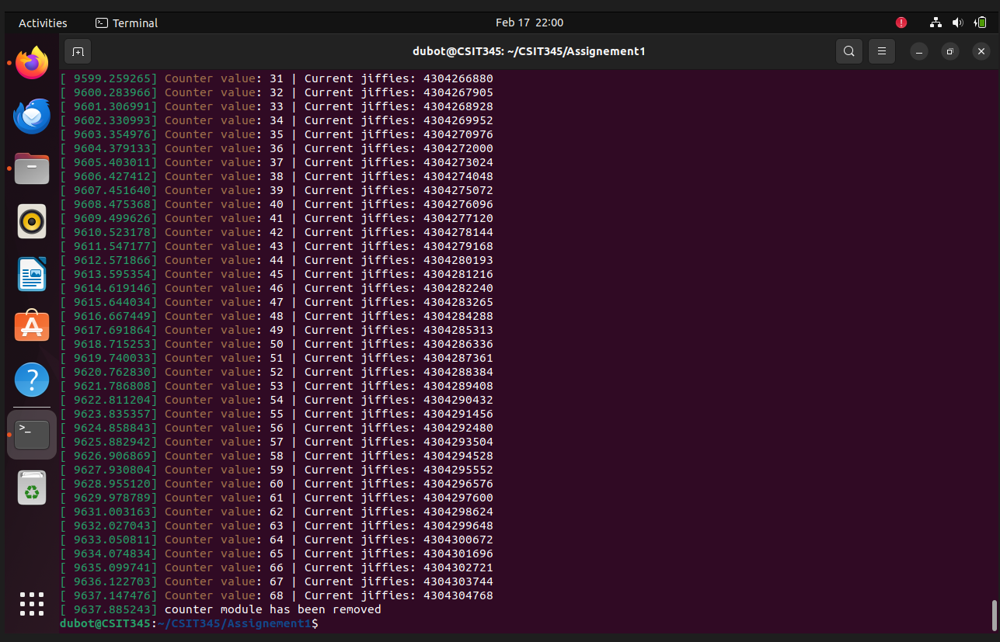 Activities
Terminal
Feb 17 22:00
dubot@CSIT345: ~/CSIT345/Assignement1
[ 9599.259265] Counter value: 31 | Current jiffies: 4304266880
[ 9600.283966] Counter value: 32 | Current jiffies: 4304267905
[ 9601.306991] Counter value: 33 | Current jiffies: 4304268928
[ 9602.330993] Counter value: 34 | Current jiffies: 4304269952
[ 9603.354976] Counter value: 35 | Current jiffies: 4304270976
[ 9604.379133] Counter value: 36 | Current jiffies: 4304272000
[ 9605.403011] Counter value: 37 | Current jiffies: 4304273024
[ 9606.427412] Counter value: 38 | Current jiffies: 4304274048
[ 9607.451640] Counter value: 39 | Current jiffies: 4304275072
[ 9608.475368] Counter value: 40 | Current jiffies: 4304276096
[ 9609.499626] Counter value: 41 | Current jiffies: 4304277120
[ 9610.523178] Counter value: 42 | Current jiffies: 4304278144
[ 9611.547177] Counter value: 43 | Current jiffies: 4304279168
[ 9612.571866] Counter value: 44 | Current jiffies: 4304280193
[ 9613.595354] Counter value: 45 | Current jiffies: 4304281216
[ 9614.619146] Counter value: 46 | Current jiffies: 4304282240
[ 9615.644034] Counter value: 47 | Current jiffies: 4304283265
[ 9616.667449] Counter value: 48 | Current jiffies: 4304284288
[ 9617.691864] Counter value: 49 | Current jiffies: 4304285313
[ 9618.715253] Counter value: 50 | Current jiffies: 4304286336
[ 9619.740033] Counter value: 51 | Current jiffies: 4304287361
[ 9620.762830] Counter value: 52 | Current jiffies: 4304288384
[ 9621.786808] Counter value: 53 | Current jiffies: 4304289408
[ 9622.811204] Counter value: 54 | Current jiffies: 4304290432
[ 9623.835357] Counter value: 55 | Current jiffies: 4304291456
[ 9624.858843] Counter value: 56 | Current jiffies: 4304292480
[ 9625.882942] Counter value: 57 | Current jiffies: 4304293504
[ 9626.906869] Counter value: 58 | Current jiffies: 4304294528
[ 9627.930804] Counter value: 59 | Current jiffies: 4304295552
[ 9628.955120] Counter value: 60 | Current jiffies: 4304296576
[ 9629.978789] Counter value: 61 | Current jiffies: 4304297600
[ 9631.003163] Counter value: 62 | Current jiffies: 4304298624
[ 9632.027043] Counter value: 63 | Current jiffies: 4304299648
[ 9633.050811] Counter value: 64 | Current jiffies: 4304300672
[ 9634.074834] Counter value: 65 | Current jiffies: 4304301696
[ 9635.099741] Counter value: 66 | Current jiffies: 4304302721
[ 9636.122703] Counter value: 67 | Current jiffies: 4304303744
[ 9637.147476] Counter value: 68 | Current jiffies: 4304304768
[ 9637.885243] counter module has been removed
dubot@CSIT345:~/CSIT345/Assignement1$